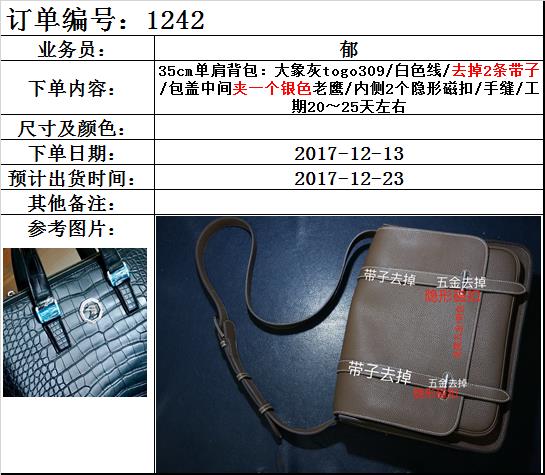 订单编号：1242
业务员：
郁
下单内容：
35cm单肩背包：大象灰togo309/白色线/去掉2条带子
/包盖中间夹一个银色老鹰/内侧2个隐形磁扣/手缝/工
期20～25天左右
尺寸及颜色：
下单日期：
2017-12-13
预计出货时间：
2017-12-23
其他备注：
参考图片：
带子去掉
五金去掉
隐形磁扣
带子去掉
五金去掉
隐形磁扣